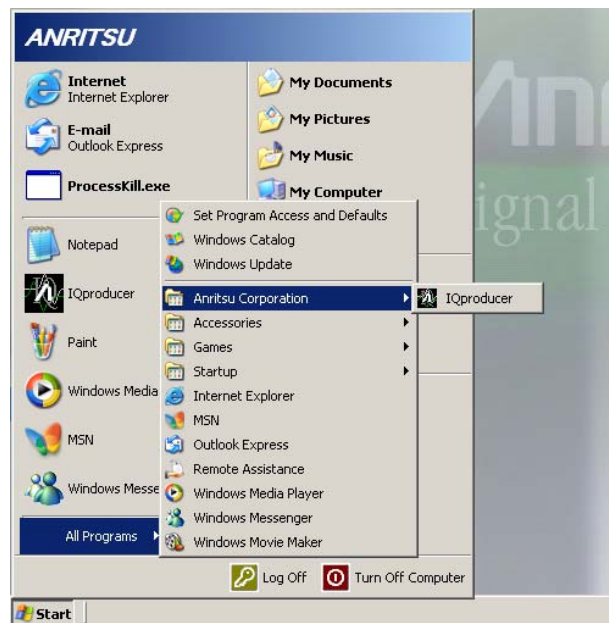 ANRITSU
Internet
Internet Explorer
E-mail
Outlook Express
ProcessKill.exe
Notepad
IQproducer
Paint
Windows Media
MSN
Windows Messe
All Programs
My Documents
My Pictures
My Music
My Computer
Set Program Access and Defaults
Windows Catalog
Windows Update
Anritsu Corporation
Accessories
Games
Startup
Internet Explorer
MSN
Outlook Express
Remote Assistance
Windows Media Player
Windows Messenger
Windows Movie Maker
IQproducer
Log Off
Turn Off Computer
Start
ignal